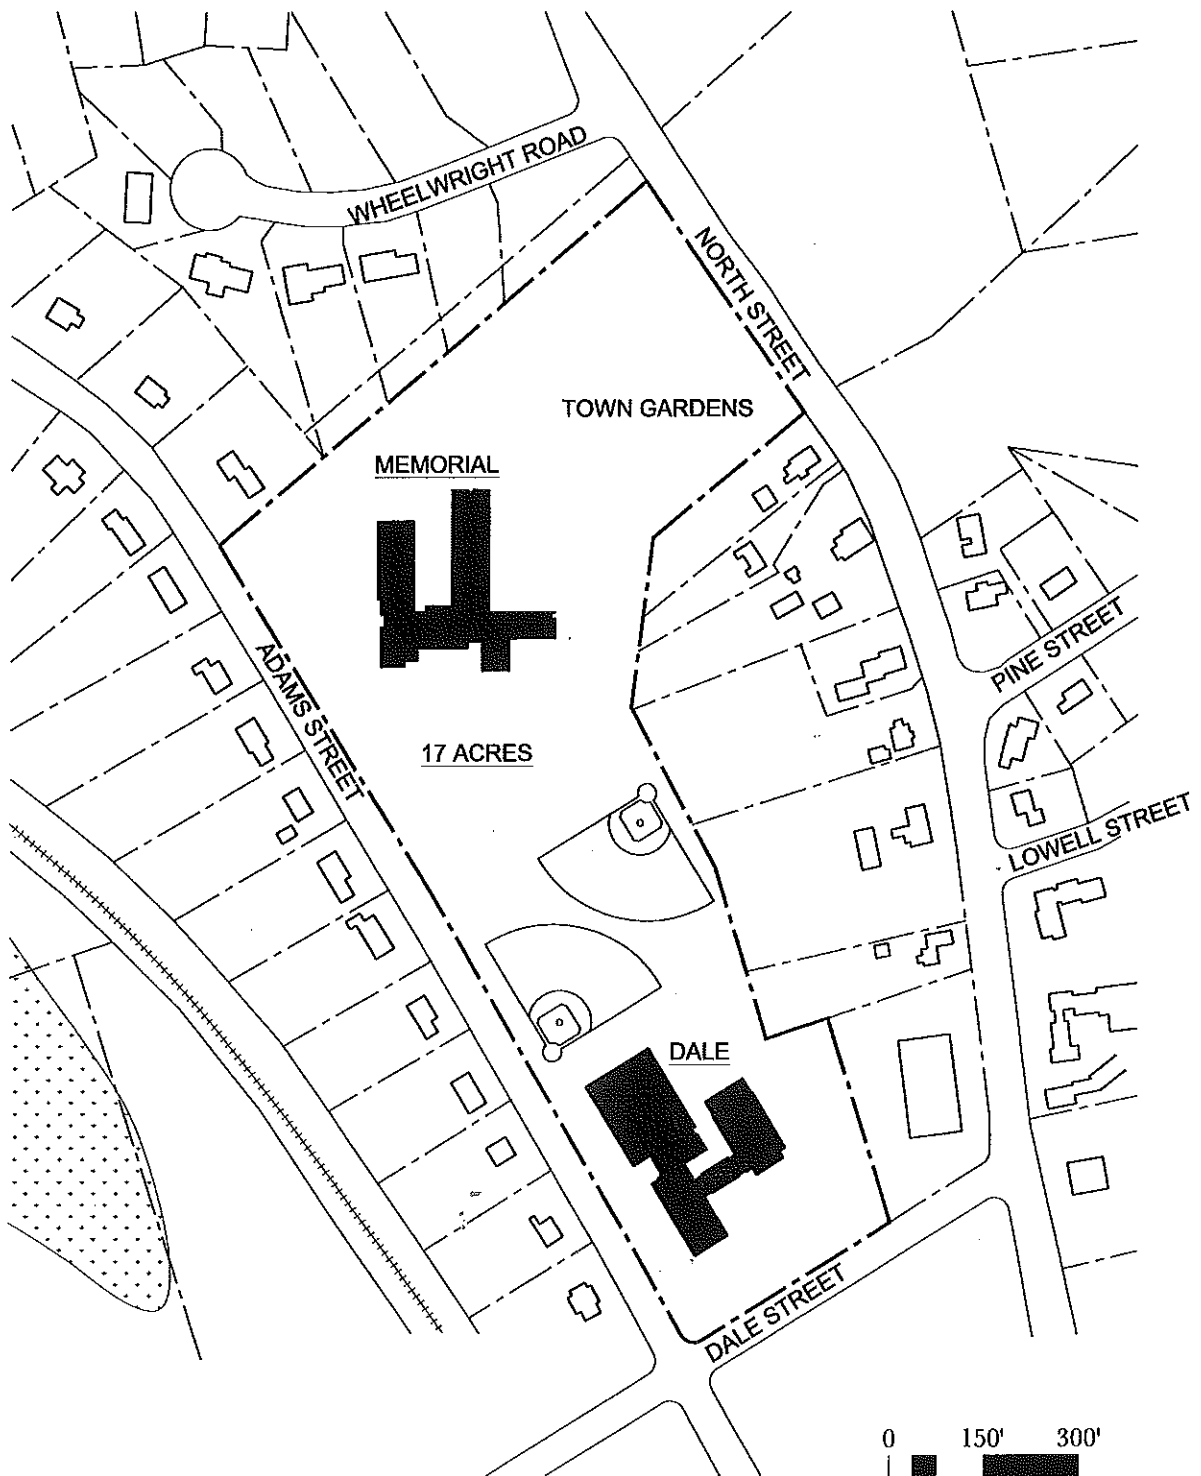 WHEELWRIGHT ROAD
NORTH STREET
TOWN GARDENS
MEMORIAL
ADAMS STREET
PINE STREET
17 ACRES
LOWELL STREET
DALE
DALE STREET
0 150' 300'